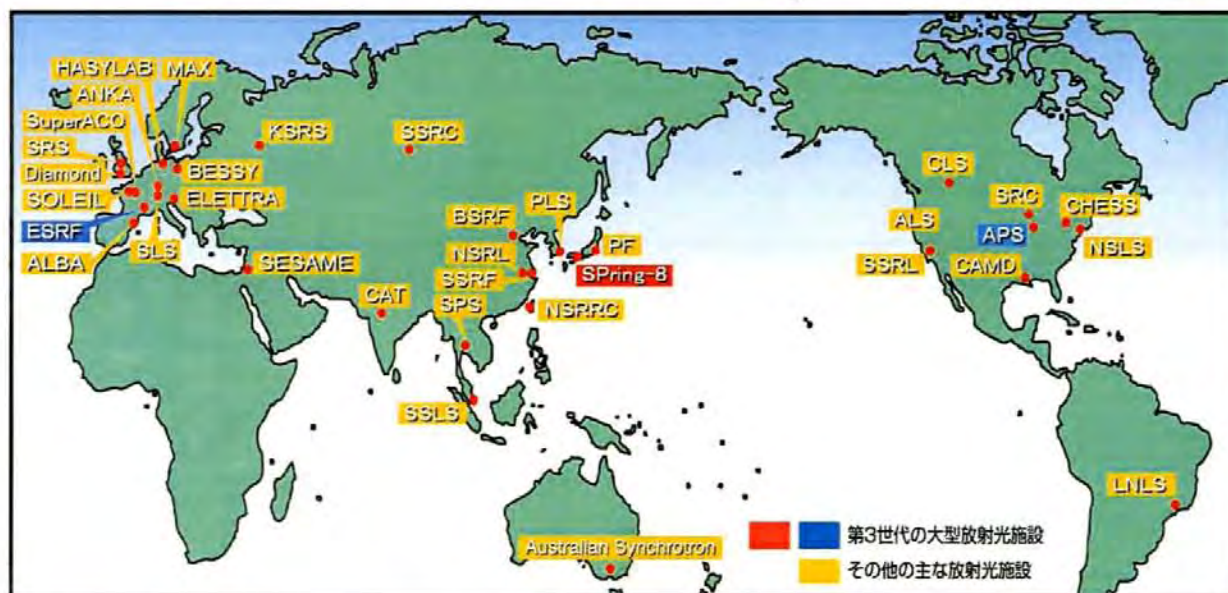 HASYLAB
MAX
ANKA
SuperACO
SRS
Diamond
SOLEIL
ESRF
ALBA
SLS
BESSY
ELETTRA
KSRS
SSRC
SESAME
CAT
BSRF
PLS
NSRL
SSRF
SPS
PF
SPring-8
NSRRC
SSLS
Australian Synchrotron
CLS
SRC
CHESS
ALS
APS
NSLS
SSRL
CAMD
LNLS
第3世代の大型放射光施設
その他の主な放射光施設